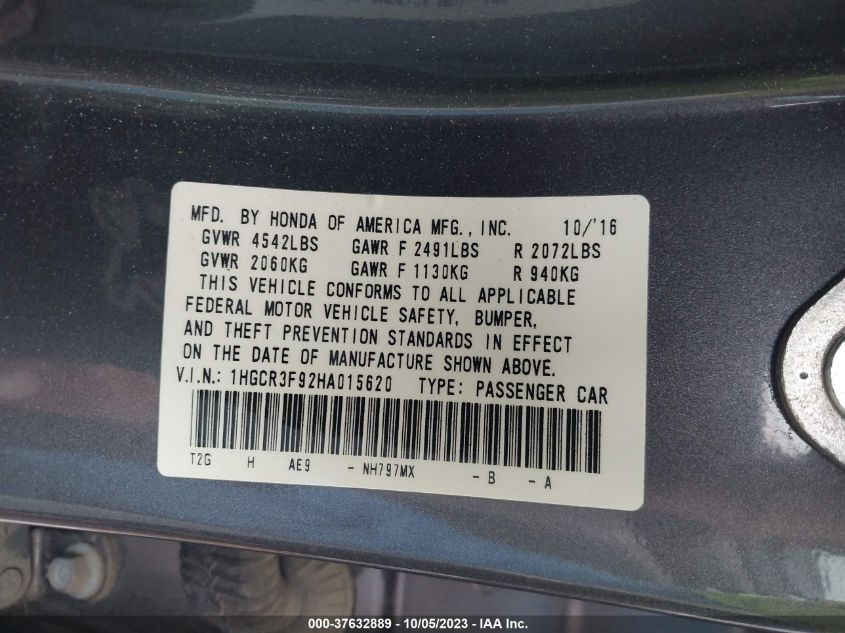 MFD. BY HONDA OF AMERICA MFG., INC. 10/'16
GVWR 4542LBS GAWR F 2491LBS R 2072LBS
GVWR 2060KG GAWR F 1130KG R 940KG
THIS VEHICLE CONFORMS TO ALL APPLICABLE
FEDERAL MOTOR VEHICLE SAFETY, BUMPER,
AND THEFT PREVENTION STANDARDS IN EFFECT
ON THE DATE OF MANUFACTURE SHOWN ABOVE.
V.I.N.: 1HGCR3F92HA015620 TYPE: PASSENGER CAR
T2G H AE9 - NH797MX - B - A
000-37632889 - 10/05/2023 - IAA Inc.